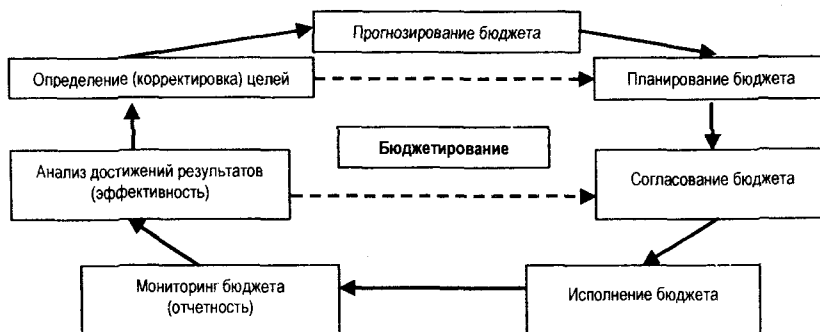 Прогнозирование бюджета
Определение (корректировка) целей
Планирование бюджета
Бюджетирование
Анализ достижений результатов
(эффективность)
Согласование бюджета
Мониторинг бюджета
(отчетность)
Исполнение бюджета